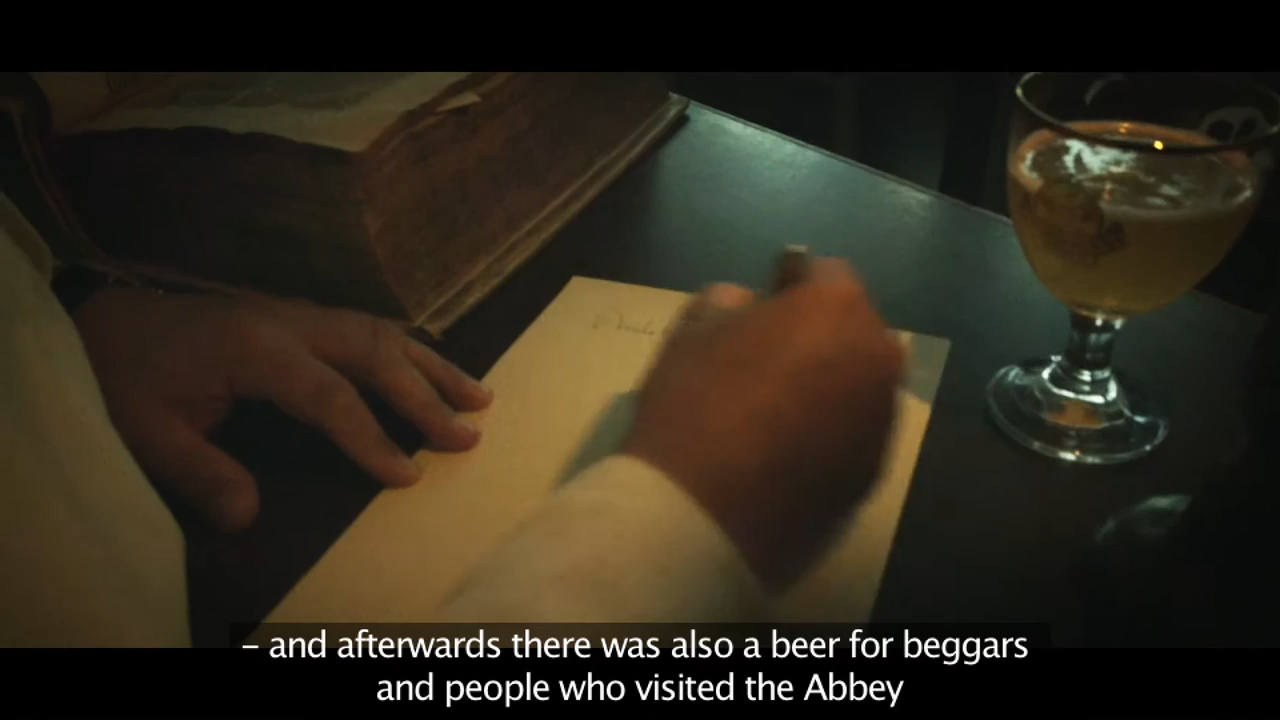 – and afterwards there was also a beer for beggars
and people who visited the Abbey